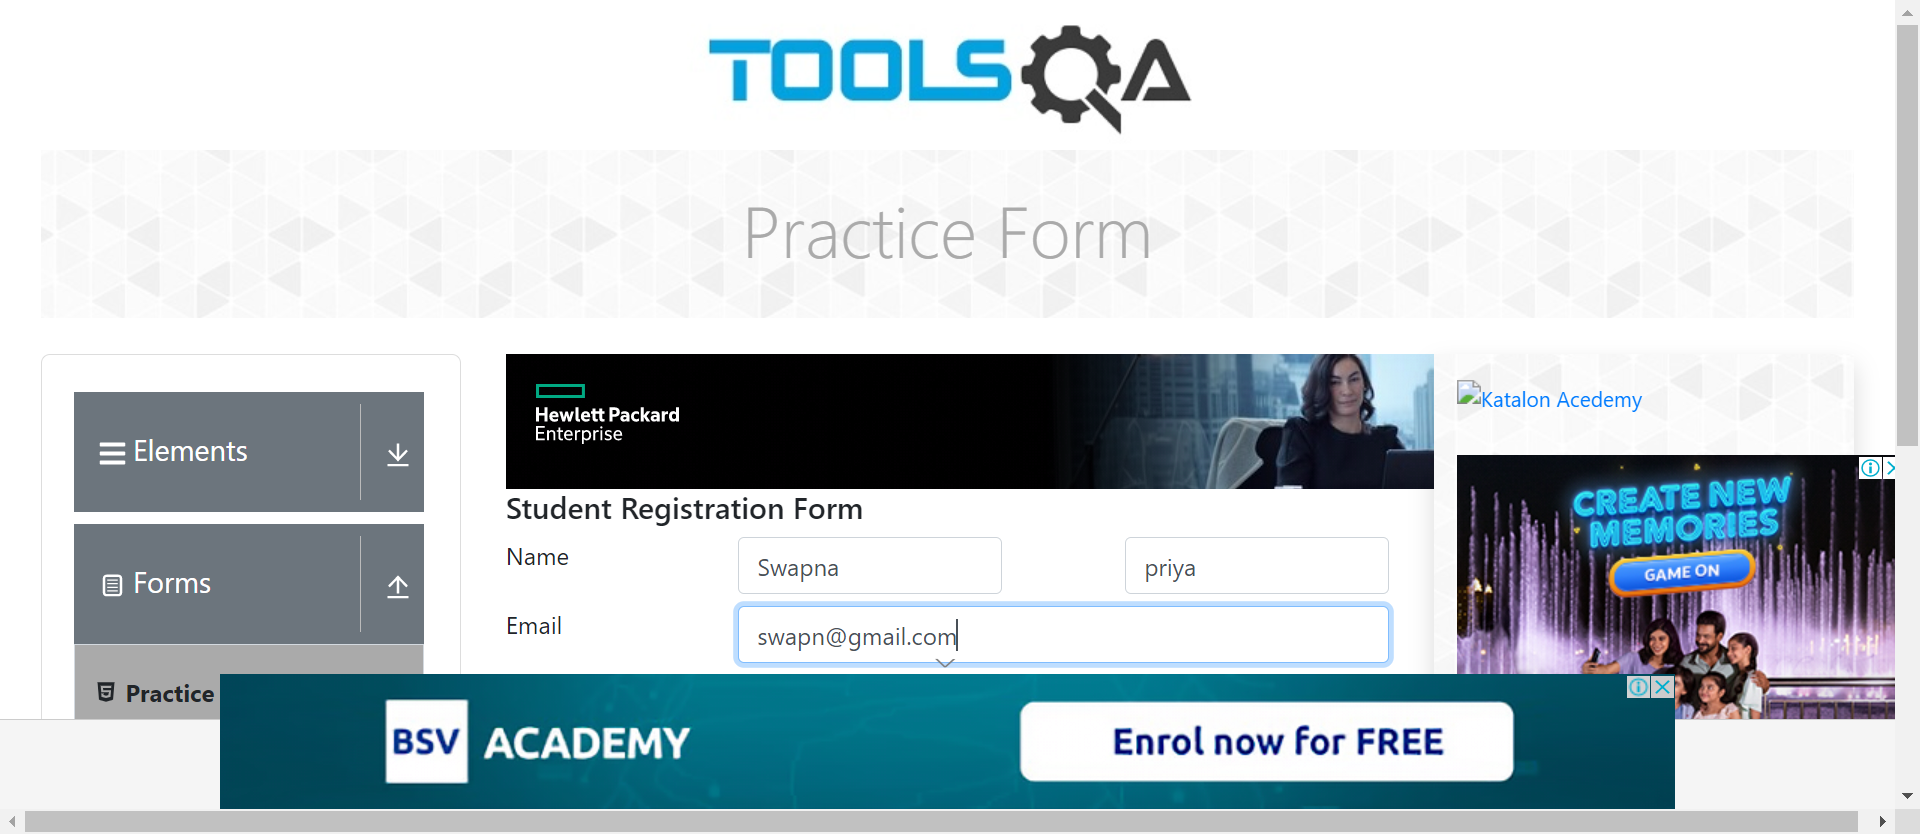 TOOLSQA
Practice Form
Elements
Forms
Practice
Hewlett Packard
Enterprise
Student Registration Form
Name
Swapna
priya
Email
swapn@gmail.com
Katalon Acedemy
CREATE NEW
MEMORIES
GAME ON
BSV ACADEMY
Enrol now for FREE